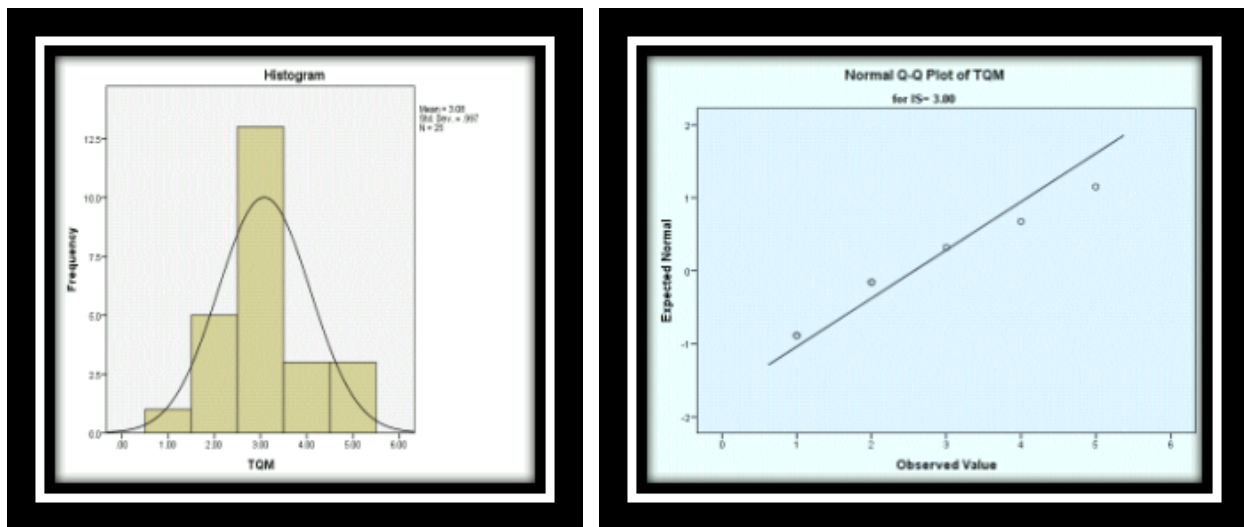 Histogram
Mean = 3.08
Std. Dev. = .997
N = 25
12.5
10.0
7.5
5.0
2.5
0.0
Frequency
.00 1.00 2.00 3.00 4.00 5.00 6.00
TQM
Normal Q-Q Plot of TQM
for IS= 3.00
2
1
0
-1
-2
Expected Normal
0 1 2 3 4 5 6
Observed Value